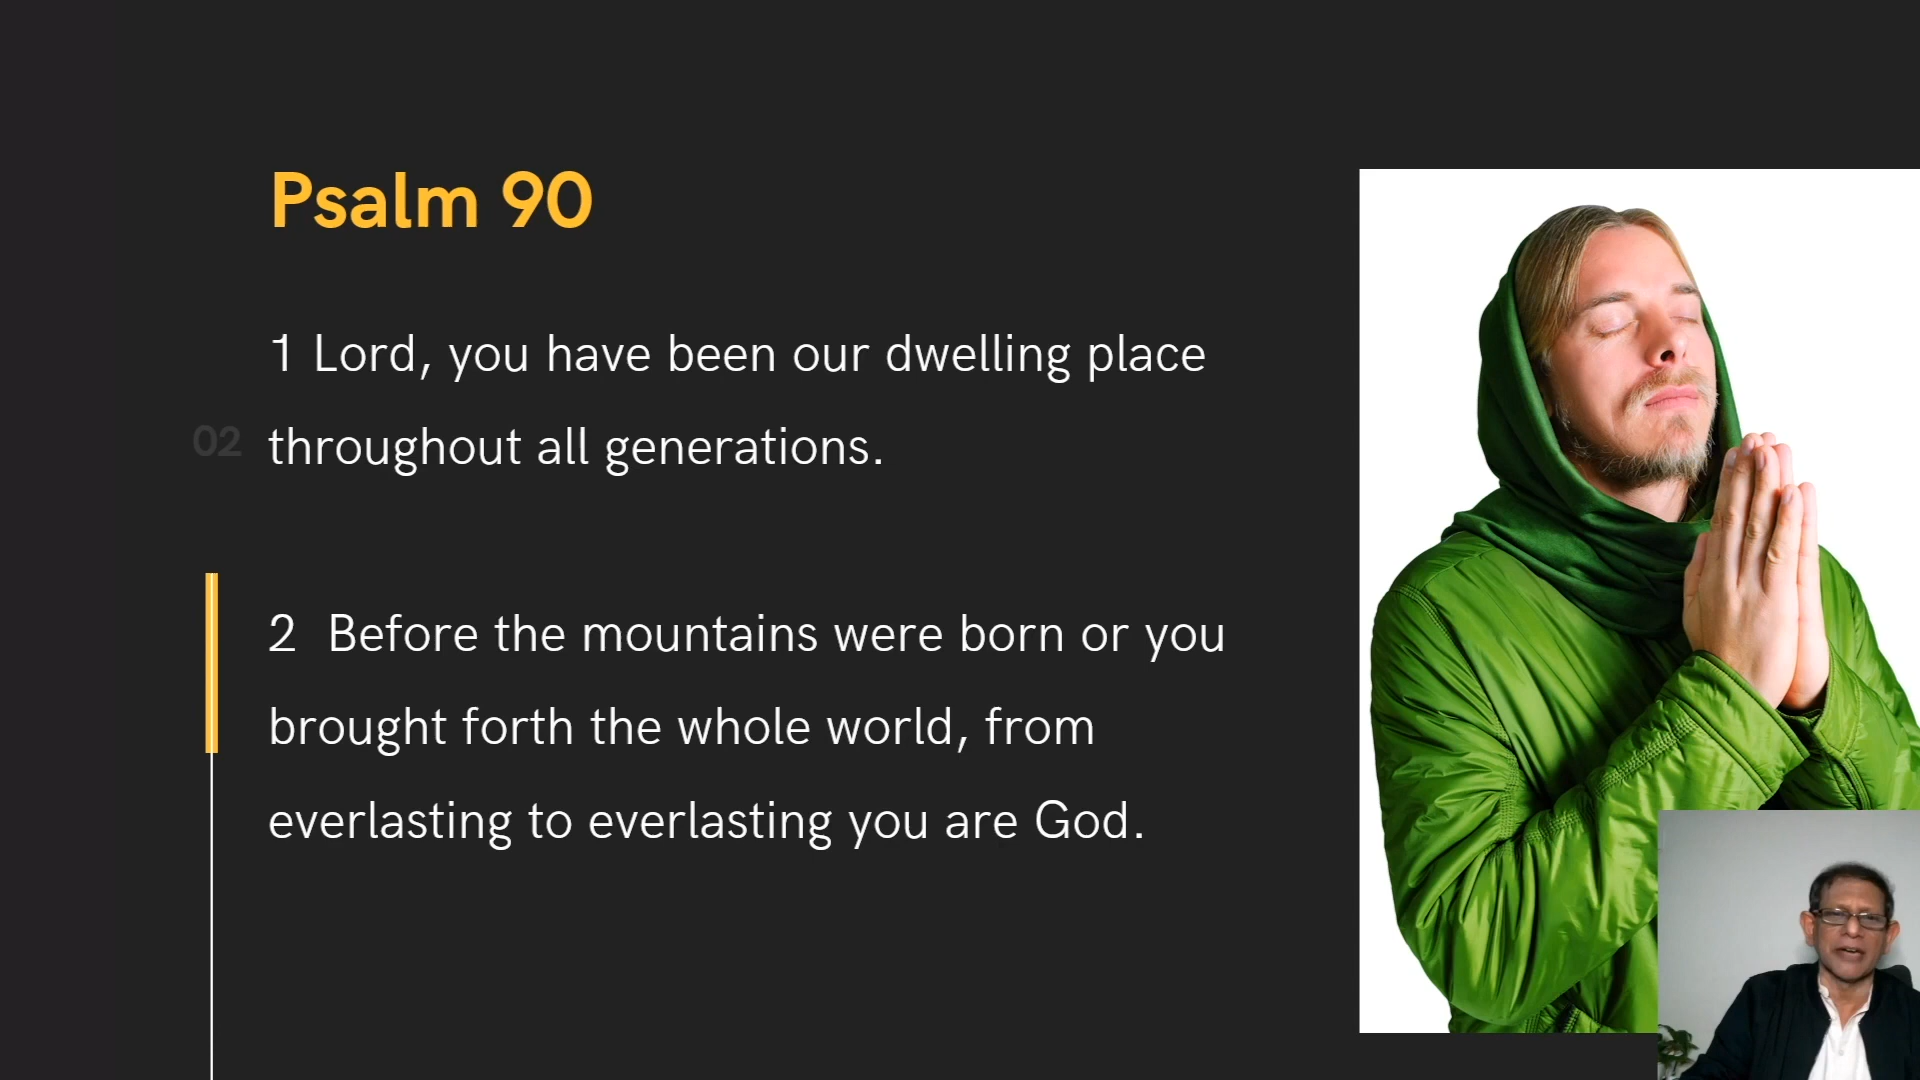 Psalm 90
1 Lord, you have been our dwelling place
02
throughout all generations.
2 Before the mountains were born or you
brought forth the whole world, from
everlasting to everlasting you are God.